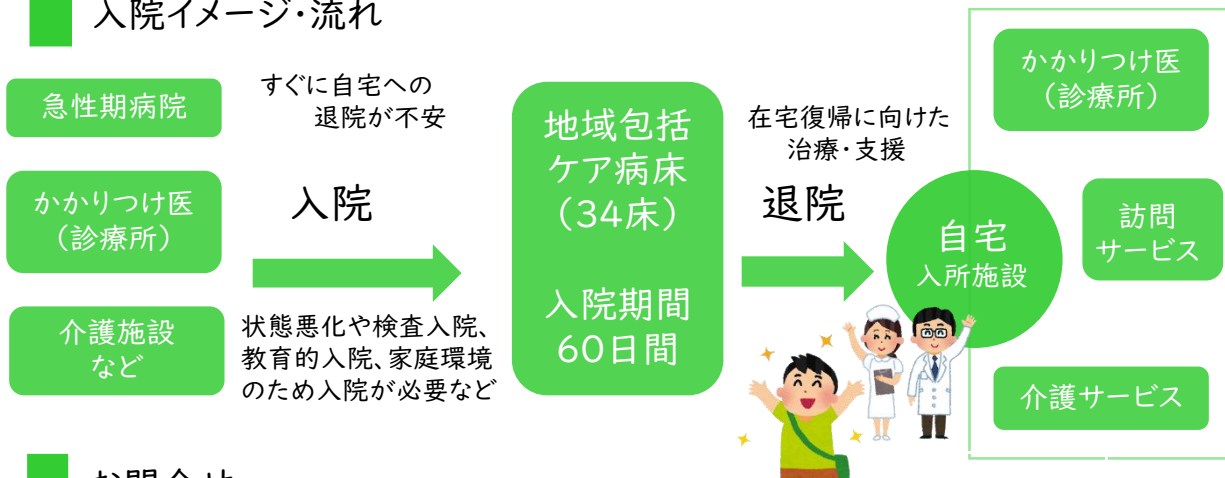 入院イメージ・流れ
急性期病院
かかりつけ医
（診療所）
介護施設
など
すぐに自宅への
退院が不安
入院
状態悪化や検査入院、
教育的入院、家庭環境
のため入院が必要など
地域包括
ケア病床
（34床）
入院期間
60日間
在宅復帰に向けた
治療・支援
退院
自宅
入所施設
かかりつけ医
（診療所）
訪問
サービス
介護サービス
お問合せ